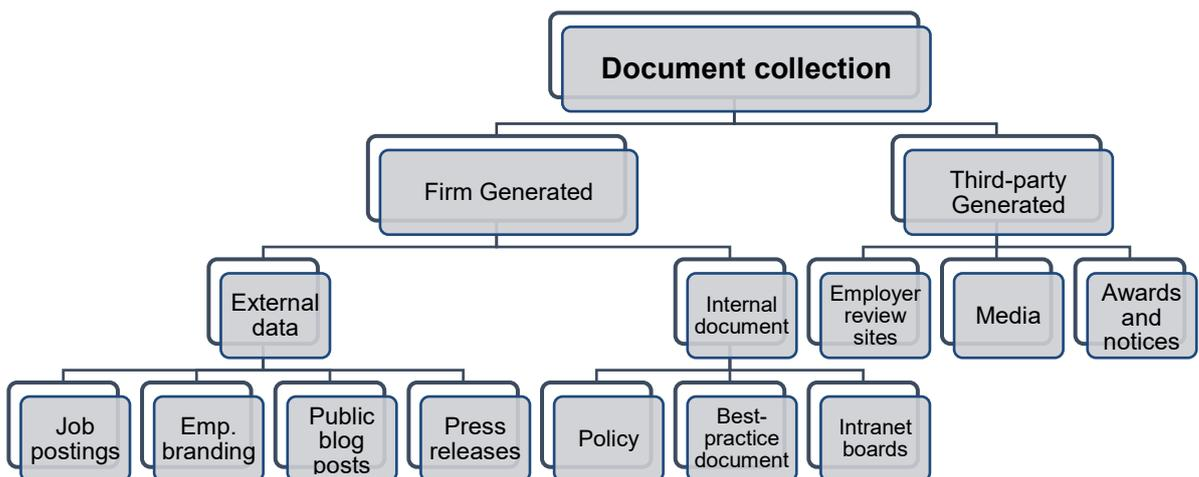 Document collection
Firm Generated
Third-party
Generated
External
data
Internal
document
Employer
review
sites
Media
Awards
and
notices
Job
postings
Emp.
branding
Public
blog
posts
Press
releases
Policy
Best-
practice
document
Intranet
boards